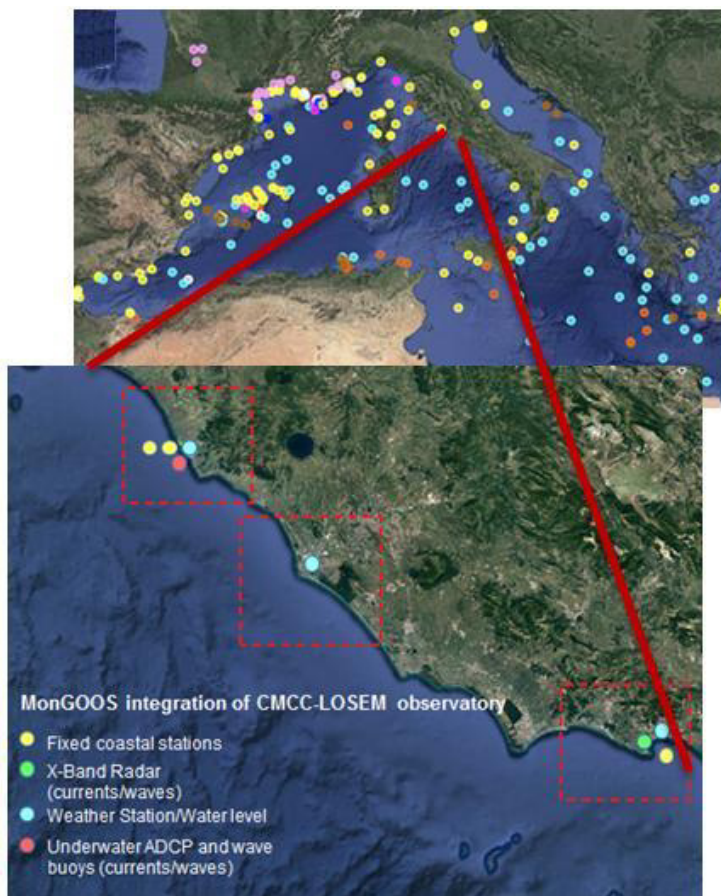 MonGOOS integration of CMCC-LOSEM observatory
Fixed coastal stations
X-Band Radar
(currents/waves)
Weather Station/Water level
Underwater ADCP and wave
buoys (currents/waves)